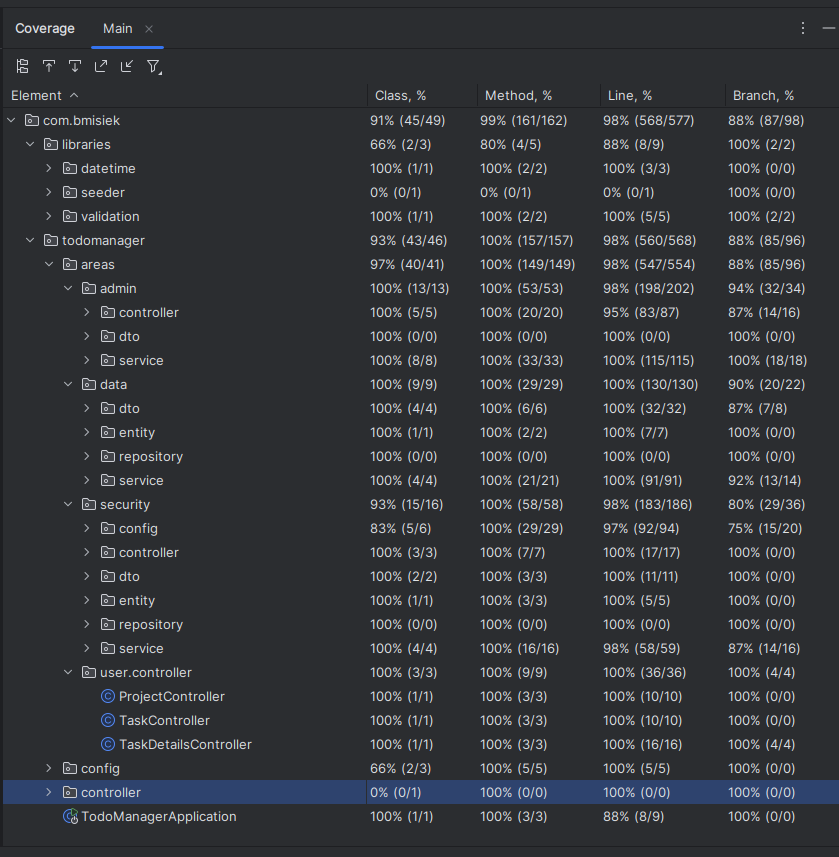 Coverage Main
Element Class, % Method, % Line, % Branch, %
com.bmisiek 91% (45/49) 99% (161/162) 98% (568/577) 88% (87/98)
libraries 66% (2/3) 80% (4/5) 88% (8/9) 100% (2/2)
datetime 100% (1/1) 100% (2/2) 100% (3/3) 100% (0/0)
seeder 0% (0/1) 0% (0/1) 0% (0/1) 100% (0/0)
validation 100% (1/1) 100% (2/2) 100% (5/5) 100% (2/2)
todomanager 93% (43/46) 100% (157/157) 98% (560/568) 88% (85/96)
areas 97% (40/41) 100% (149/149) 98% (547/554) 88% (85/96)
admin 100% (13/13) 100% (53/53) 98% (198/202) 94% (32/34)
controller 100% (5/5) 100% (20/20) 95% (83/87) 87% (14/16)
dto 100% (0/0) 100% (0/0) 100% (0/0) 100% (0/0)
service 100% (8/8) 100% (33/33) 100% (115/115) 100% (18/18)
data 100% (9/9) 100% (29/29) 100% (130/130) 90% (20/22)
dto 100% (4/4) 100% (6/6) 100% (32/32) 87% (7/8)
entity 100% (1/1) 100% (2/2) 100% (7/7) 100% (0/0)
repository 100% (0/0) 100% (0/0) 100% (0/0) 100% (0/0)
service 100% (4/4) 100% (21/21) 100% (91/91) 92% (13/14)
security 93% (15/16) 100% (58/58) 98% (183/186) 80% (29/36)
config 83% (5/6) 100% (29/29) 97% (92/94) 75% (15/20)
controller 100% (3/3) 100% (7/7) 100% (17/17) 100% (0/0)
dto 100% (2/2) 100% (3/3) 100% (11/11) 100% (0/0)
entity 100% (1/1) 100% (3/3) 100% (5/5) 100% (0/0)
repository 100% (0/0) 100% (0/0) 100% (0/0) 100% (0/0)
service 100% (4/4) 100% (16/16) 98% (58/59) 87% (14/16)
user.controller 100% (3/3) 100% (9/9) 100% (36/36) 100% (4/4)
ProjectController 100% (1/1) 100% (3/3) 100% (10/10) 100% (0/0)
TaskController 100% (1/1) 100% (3/3) 100% (10/10) 100% (0/0)
TaskDetailsController 100% (1/1) 100% (3/3) 100% (16/16) 100% (4/4)
config 66% (2/3) 100% (5/5) 100% (5/5) 100% (0/0)
controller 0% (0/1) 100% (0/0) 100% (0/0) 100% (0/0)
TodoManagerApplication 100% (1/1) 100% (3/3) 88% (8/9) 100% (0/0)